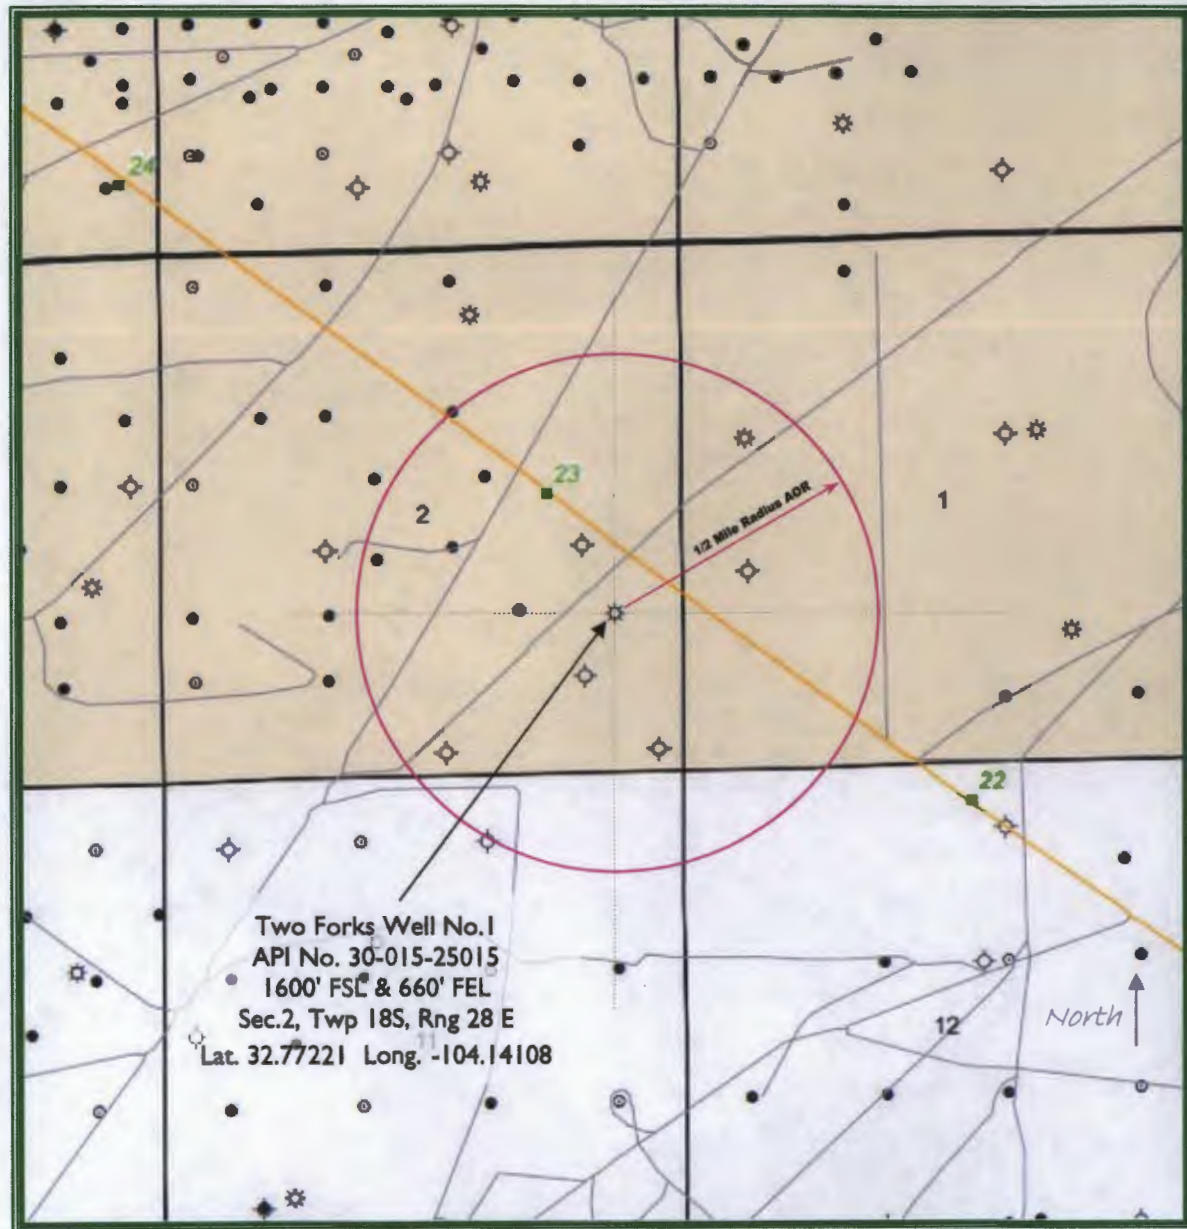 24
23
2
1
1/2 Mile Radius AOR
22
Two Forks Well No.1
API No. 30-015-25015
1600' FSL & 660' FEL
Sec.2, Twp 18S, Rng 28 E
Lat. 32.77221 Long. -104.14108
11
12
North